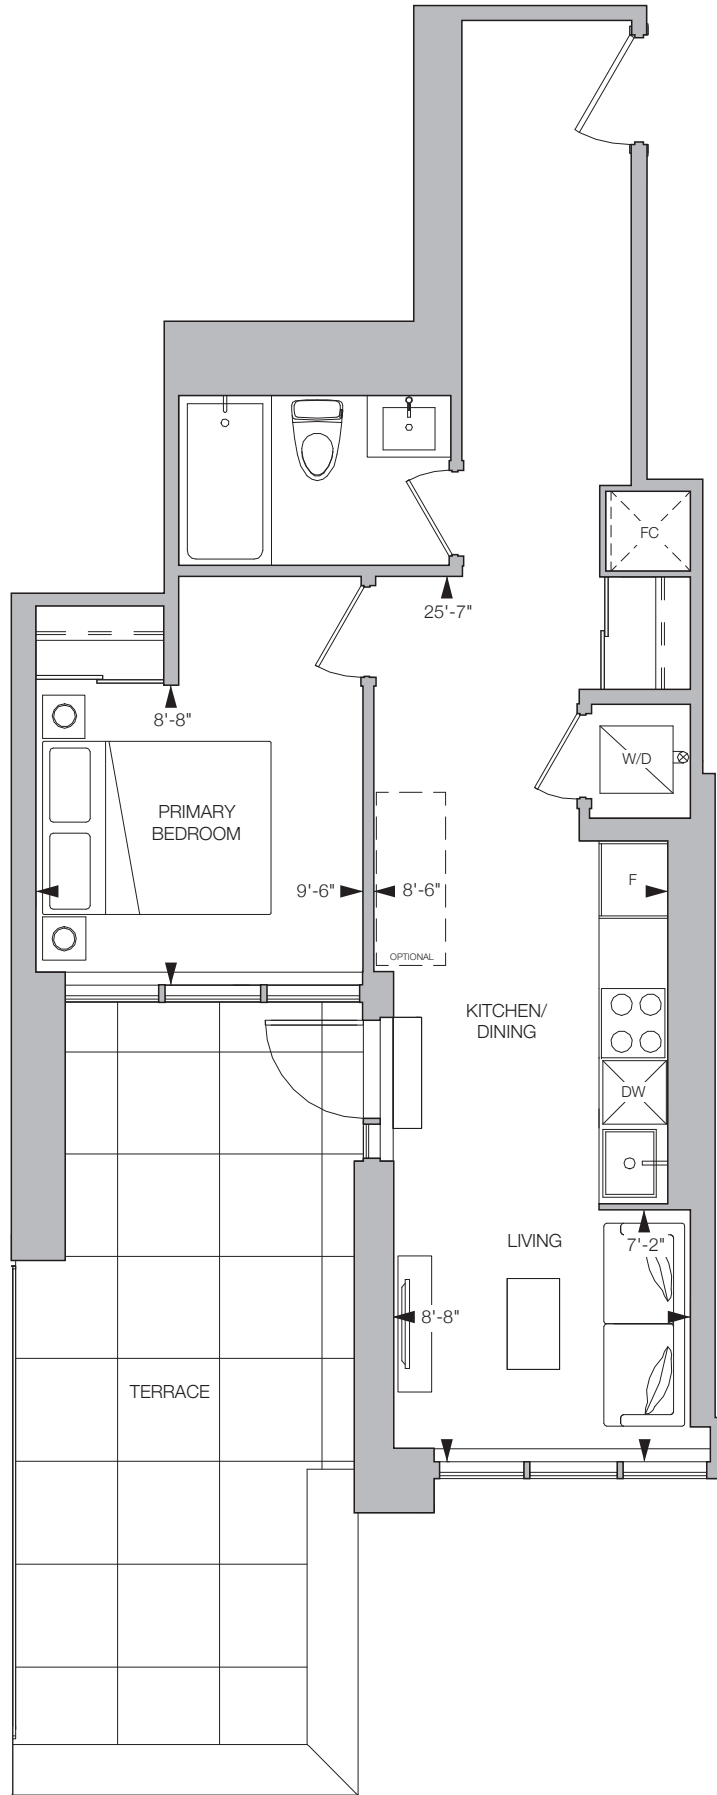 FC
25'-7"
8'-8"
W/D
PRIMARY
BEDROOM
9'-6"
8'-6"
F
OPTIONAL
KITCHEN/
DINING
DW
LIVING
7'-2"
8'-8"
TERRACE